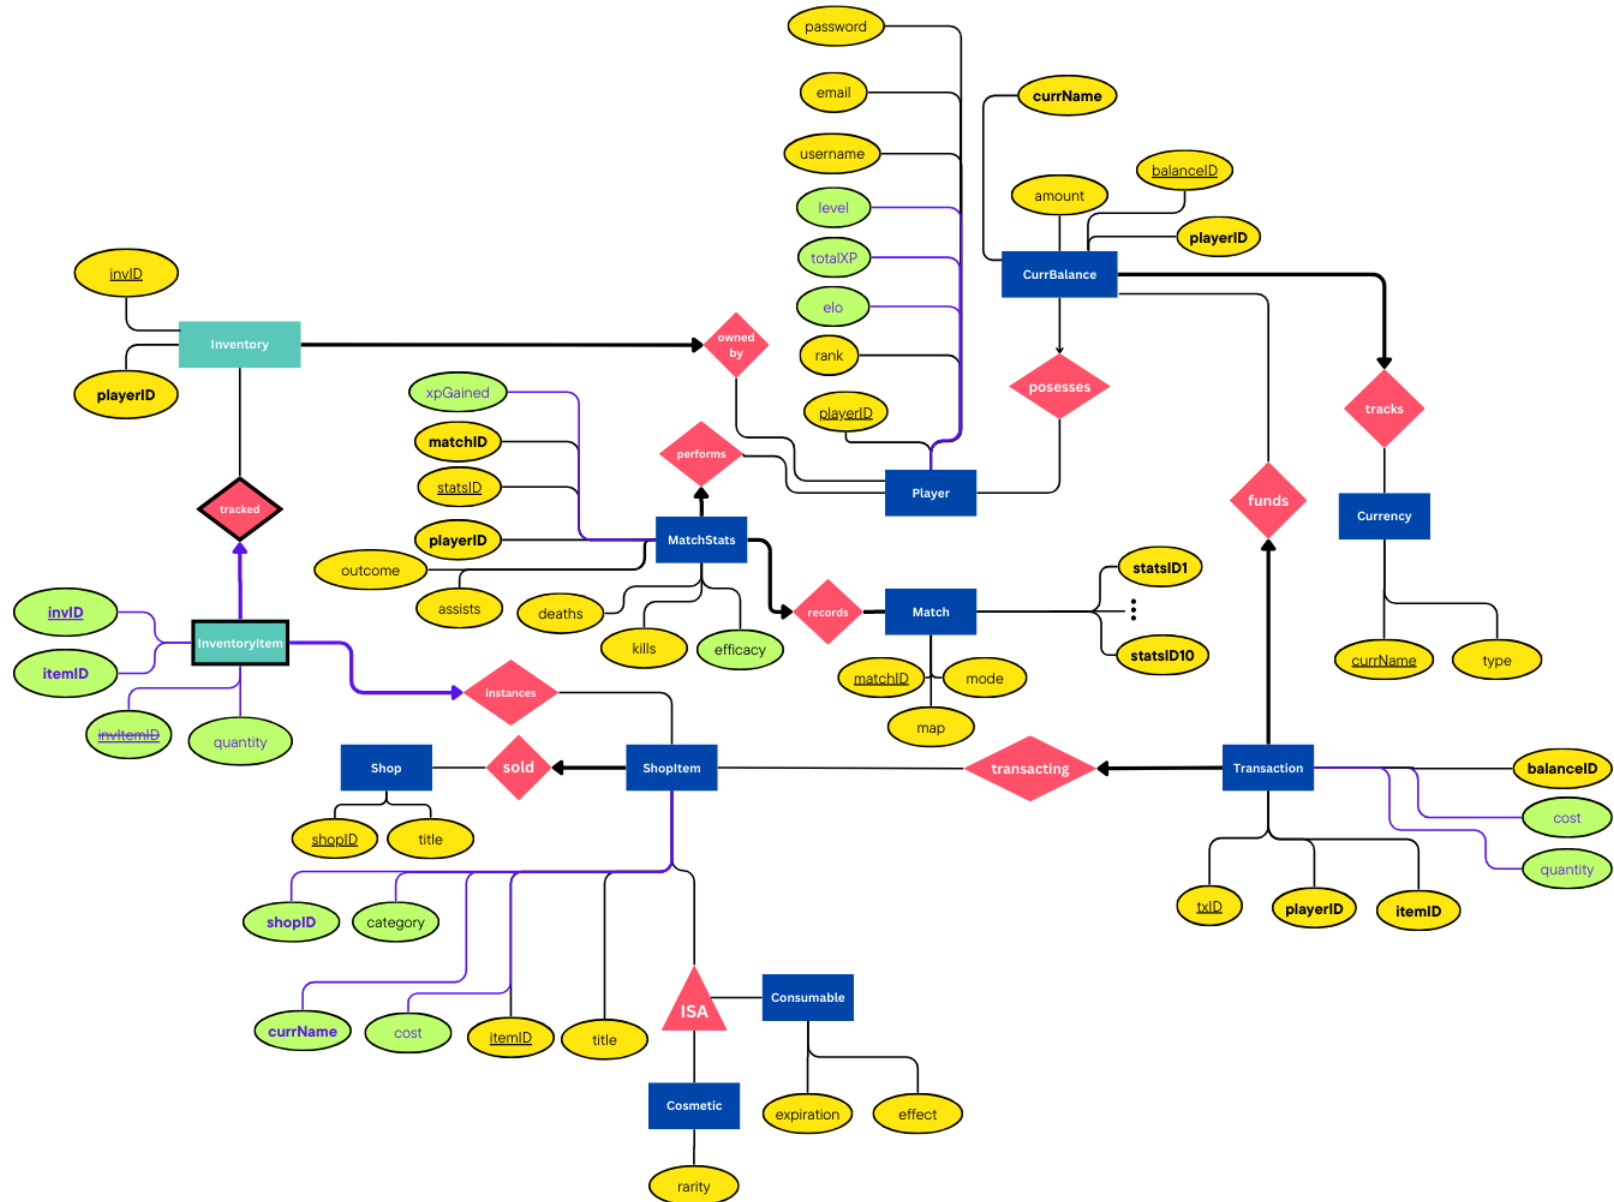 password
email
currName
username
balanceID
level
amount
playerID
totalXP
invID
CurrBalance
elo
Inventory
owned
by
rank
playerID
xpGained
posesses
playerID
tracks
matchID
performs
statsID
Player
funds
tracked
Currency
playerID
MatchStats
outcome
statsID1
assists
deaths
records
Match
invID
InventoryItem
kills
efficacy
statsID10
currName
type
itemID
matchID
mode
instances
invItemID
quantity
map
Shop
sold
ShopItem
transacting
Transaction
balanceID
shopID
title
cost
quantity
shopID
category
txID
playerID
itemID
currName
cost
itemID
title
ISA
Consumable
Cosmetic
expiration
effect
rarity